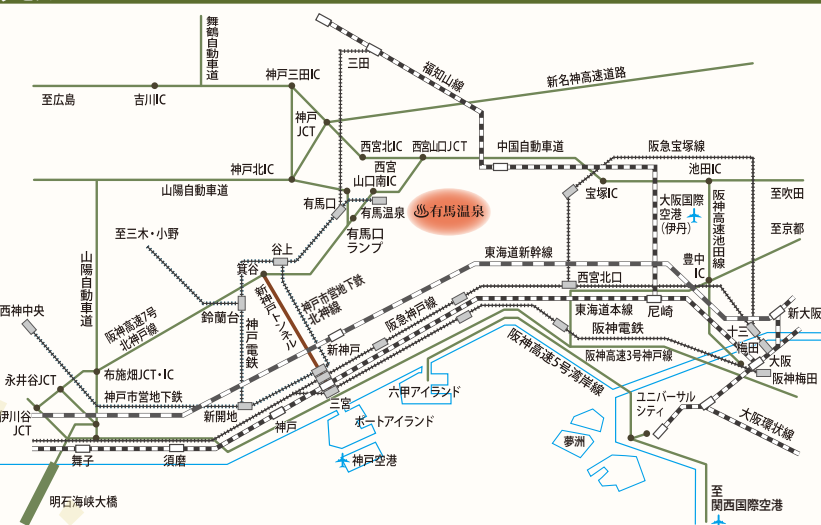 舞鶴自動車道
三田
福知山線
新名神高速道路
神戸三田IC
至広島
吉川IC
神戸
JCT
西宮北IC
西宮山口JCT
中国自動車道
阪急宝塚線
池田IC
神戸北IC
西宮
山口南IC
山陽自動車道
宝塚IC
大阪国際
空港
(伊丹)
阪神高速池田線
至吹田
有馬口
有馬温泉
有馬温泉
有馬口
ランプ
至京都
至三木・小野
谷上
東海道新幹線
豊中
IC
山陽自動車道
箕谷
新神戸トンネル
神戸市営地下鉄
北神線
西宮北口
西神中央
阪神高速7号
北神戸線
鈴蘭台
神戸電鉄
阪急神戸線
東海道本線
尼崎
新大阪
十三
梅田
大阪
阪神電鉄
新神戸
阪神高速5号湾岸線
阪神高速3号神戸線
阪神梅田
永井谷JCT
布施畑JCT・IC
神戸市営地下鉄
新開地
三宮
六甲アイランド
ユニバーサル
シティ
大阪環状線
伊川谷
JCT
神戸
ポートアイランド
夢洲
舞子
須磨
神戸空港
明石海峡大橋
至
関西国際空港